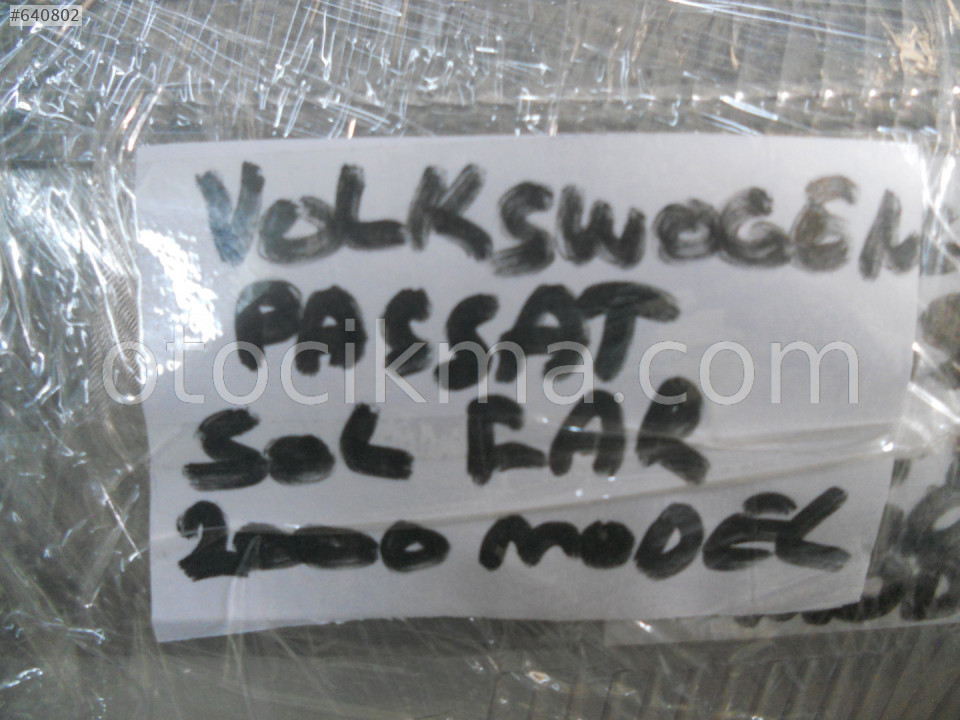 #640802
VOLKSWOGEN
PASSAT
otocikma.com
SOL FAR
2000 MODEL